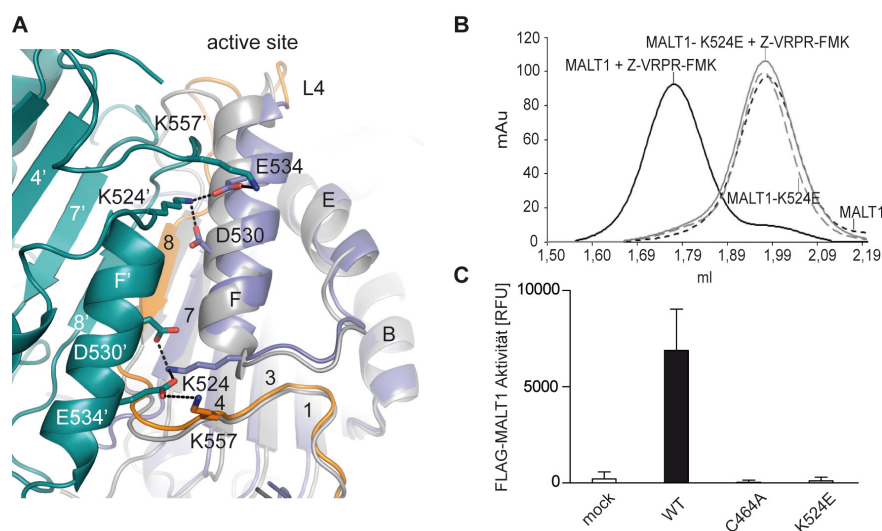 A
active site
L4
K557'
E534
4'
K524'
7'
E
8
D530
F'
F
7
8'
B
D530'
K524
3
4
1
E534'
K557
B
MALT1- K524E + Z-VRPR-FMK
MALT1 + Z-VRPR-FMK
120
100
80
60
40
20
0
mAu
MALT1-K524E
MALT1
1,50 1,60 1,69 1,79 1,89 1,99 2,09 2,19
ml
C
10000
5000
0
FLAG-MALT1 Aktivität [RFU]
mock WT C464A K524E